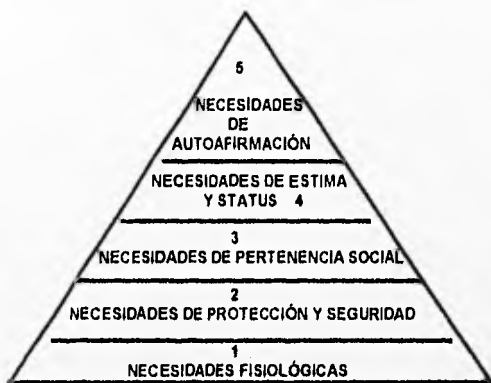 5
NECESIDADES
DE
AUTOAFIRMACIÓN
NECESIDADES DE ESTIMA
Y STATUS 4
3
NECESIDADES DE PERTENENCIA SOCIAL
2
NECESIDADES DE PROTECCIÓN Y SEGURIDAD
1
NECESIDADES FISIOLÓGICAS